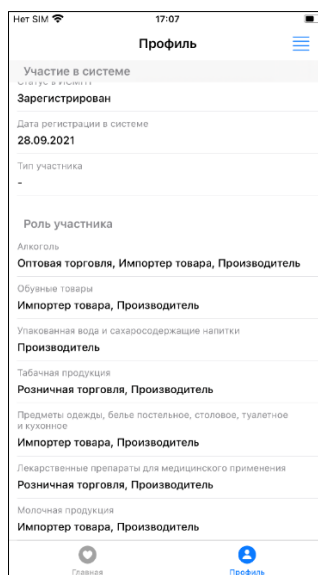 Нет SIM
17:07
Профиль
Участие в системе
Статус в ИСМПТ
Зарегистрирован
Дата регистрации в системе
28.09.2021
Тип участника
-
Роль участника
Алкоголь
Оптовая торговля, Импортер товара, Производитель
Обувные товары
Импортер товара, Производитель
Упакованная вода и сахаросодержащие напитки
Производитель
Табачная продукция
Розничная торговля, Производитель
Предметы одежды, белье постельное, столовое, туалетное
и кухонное
Импортер товара, Производитель
Лекарственные препараты для медицинского применения
Розничная торговля, Производитель
Молочная продукция
Импортер товара, Производитель
Главная
Профиль